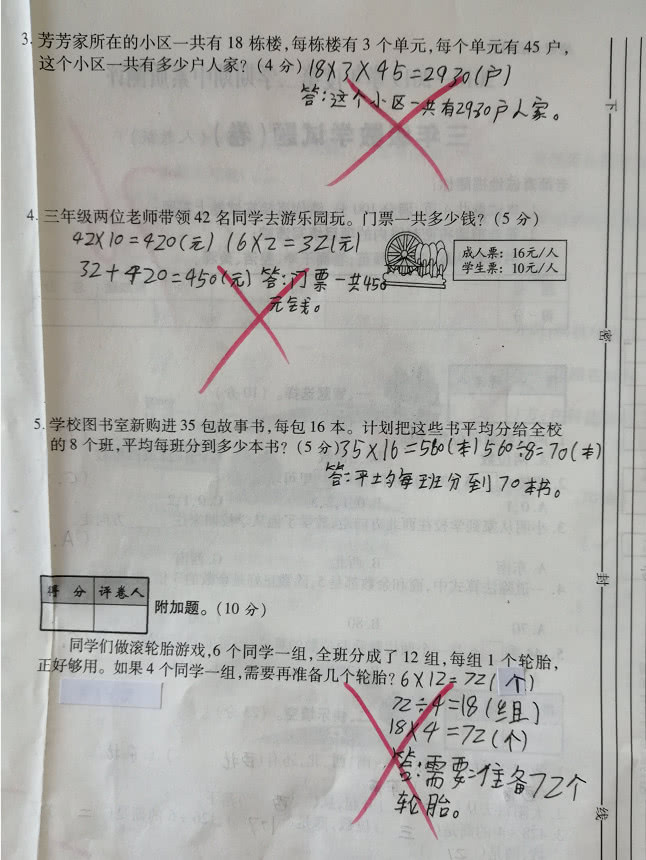 3. 芳芳家所在的小区一共有 18 栋楼,每栋楼有 3 个单元,每个单元有 45 户,
这个小区一共有多少户人家?(4 分) 18×3×45=2930(户)
答:这个小区一共有2930户人家。
下
4. 三年级两位老师带领 42 名同学去游乐园玩。门票一共多少钱?(5 分)
42×10=420(元) 16×2=32(元)
成人票: 16元/人
学生票: 10元/人
32+420=450(元) 答:门票一共450
元钱。
密
5. 学校图书室新购进 35 包故事书,每包 16 本。计划把这些书平均分给全校
的 8 个班,平均每班分到多少本书?(5 分) 35×16=560(本) 560÷8=70(本)
答:平均每班分到70本书。
封
得 分 评卷人
附加题。(10 分)
同学们做滚轮胎游戏,6 个同学一组,全班分成了 12 组,每组 1 个轮胎,
正好够用。如果 4 个同学一组,需要再准备几个轮胎? 6×12=72(个)
72÷4=18(组)
18×4=72(个)
答:需要准备72个
轮胎。
线